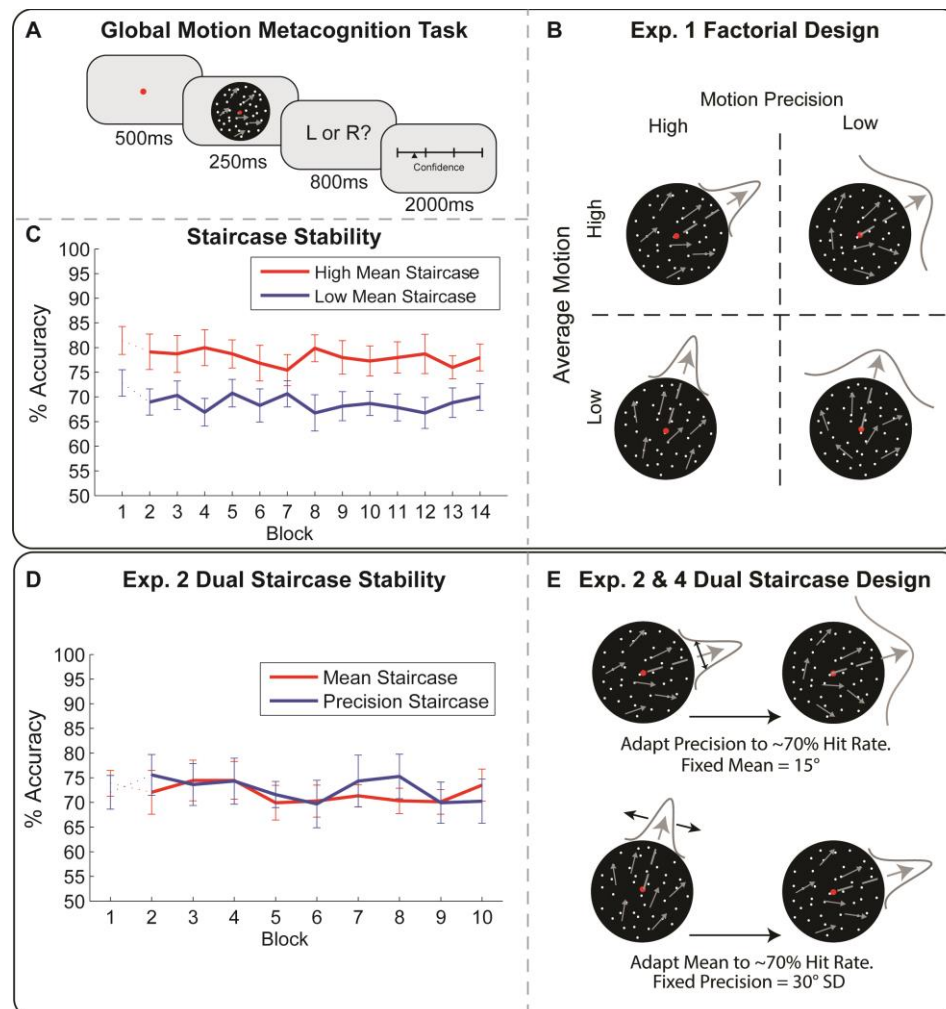 A Global Motion Metacognition Task
500ms
250ms
L or R?
800ms
Confidence
2000ms
B Exp. 1 Factorial Design
Motion Precision
High Low
Average Motion
High
Low
C Staircase Stability
High Mean Staircase
Low Mean Staircase
% Accuracy
100
95
90
85
80
75
70
65
60
55
50
1 2 3 4 5 6 7 8 9 10 11 12 13 14
Block
D Exp. 2 Dual Staircase Stability
Mean Staircase
Precision Staircase
% Accuracy
100
95
90
85
80
75
70
65
60
55
50
1 2 3 4 5 6 7 8 9 10
Block
E Exp. 2 & 4 Dual Staircase Design
Adapt Precision to ~70% Hit Rate.
Fixed Mean = 15°
Adapt Mean to ~70% Hit Rate.
Fixed Precision = 30° SD